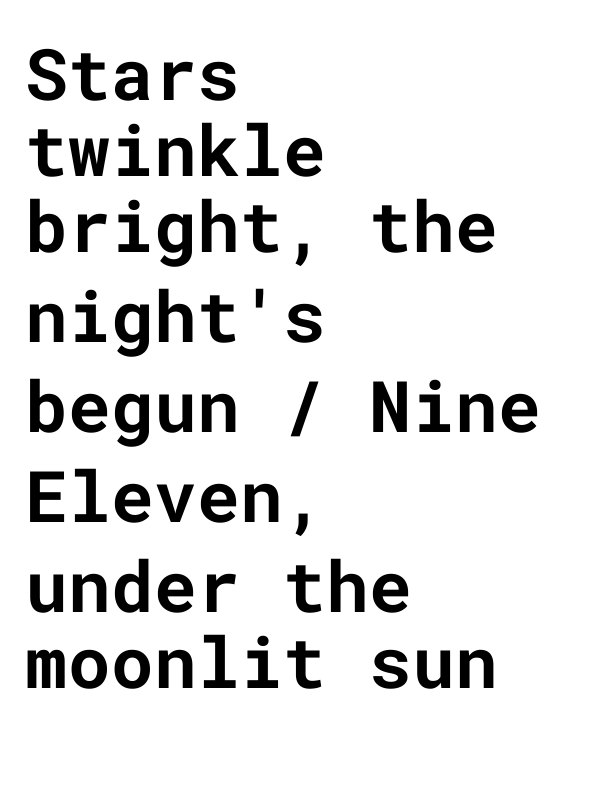 Stars
twinkle
bright, the
night's
begun / Nine
Eleven,
under the
moonlit sun